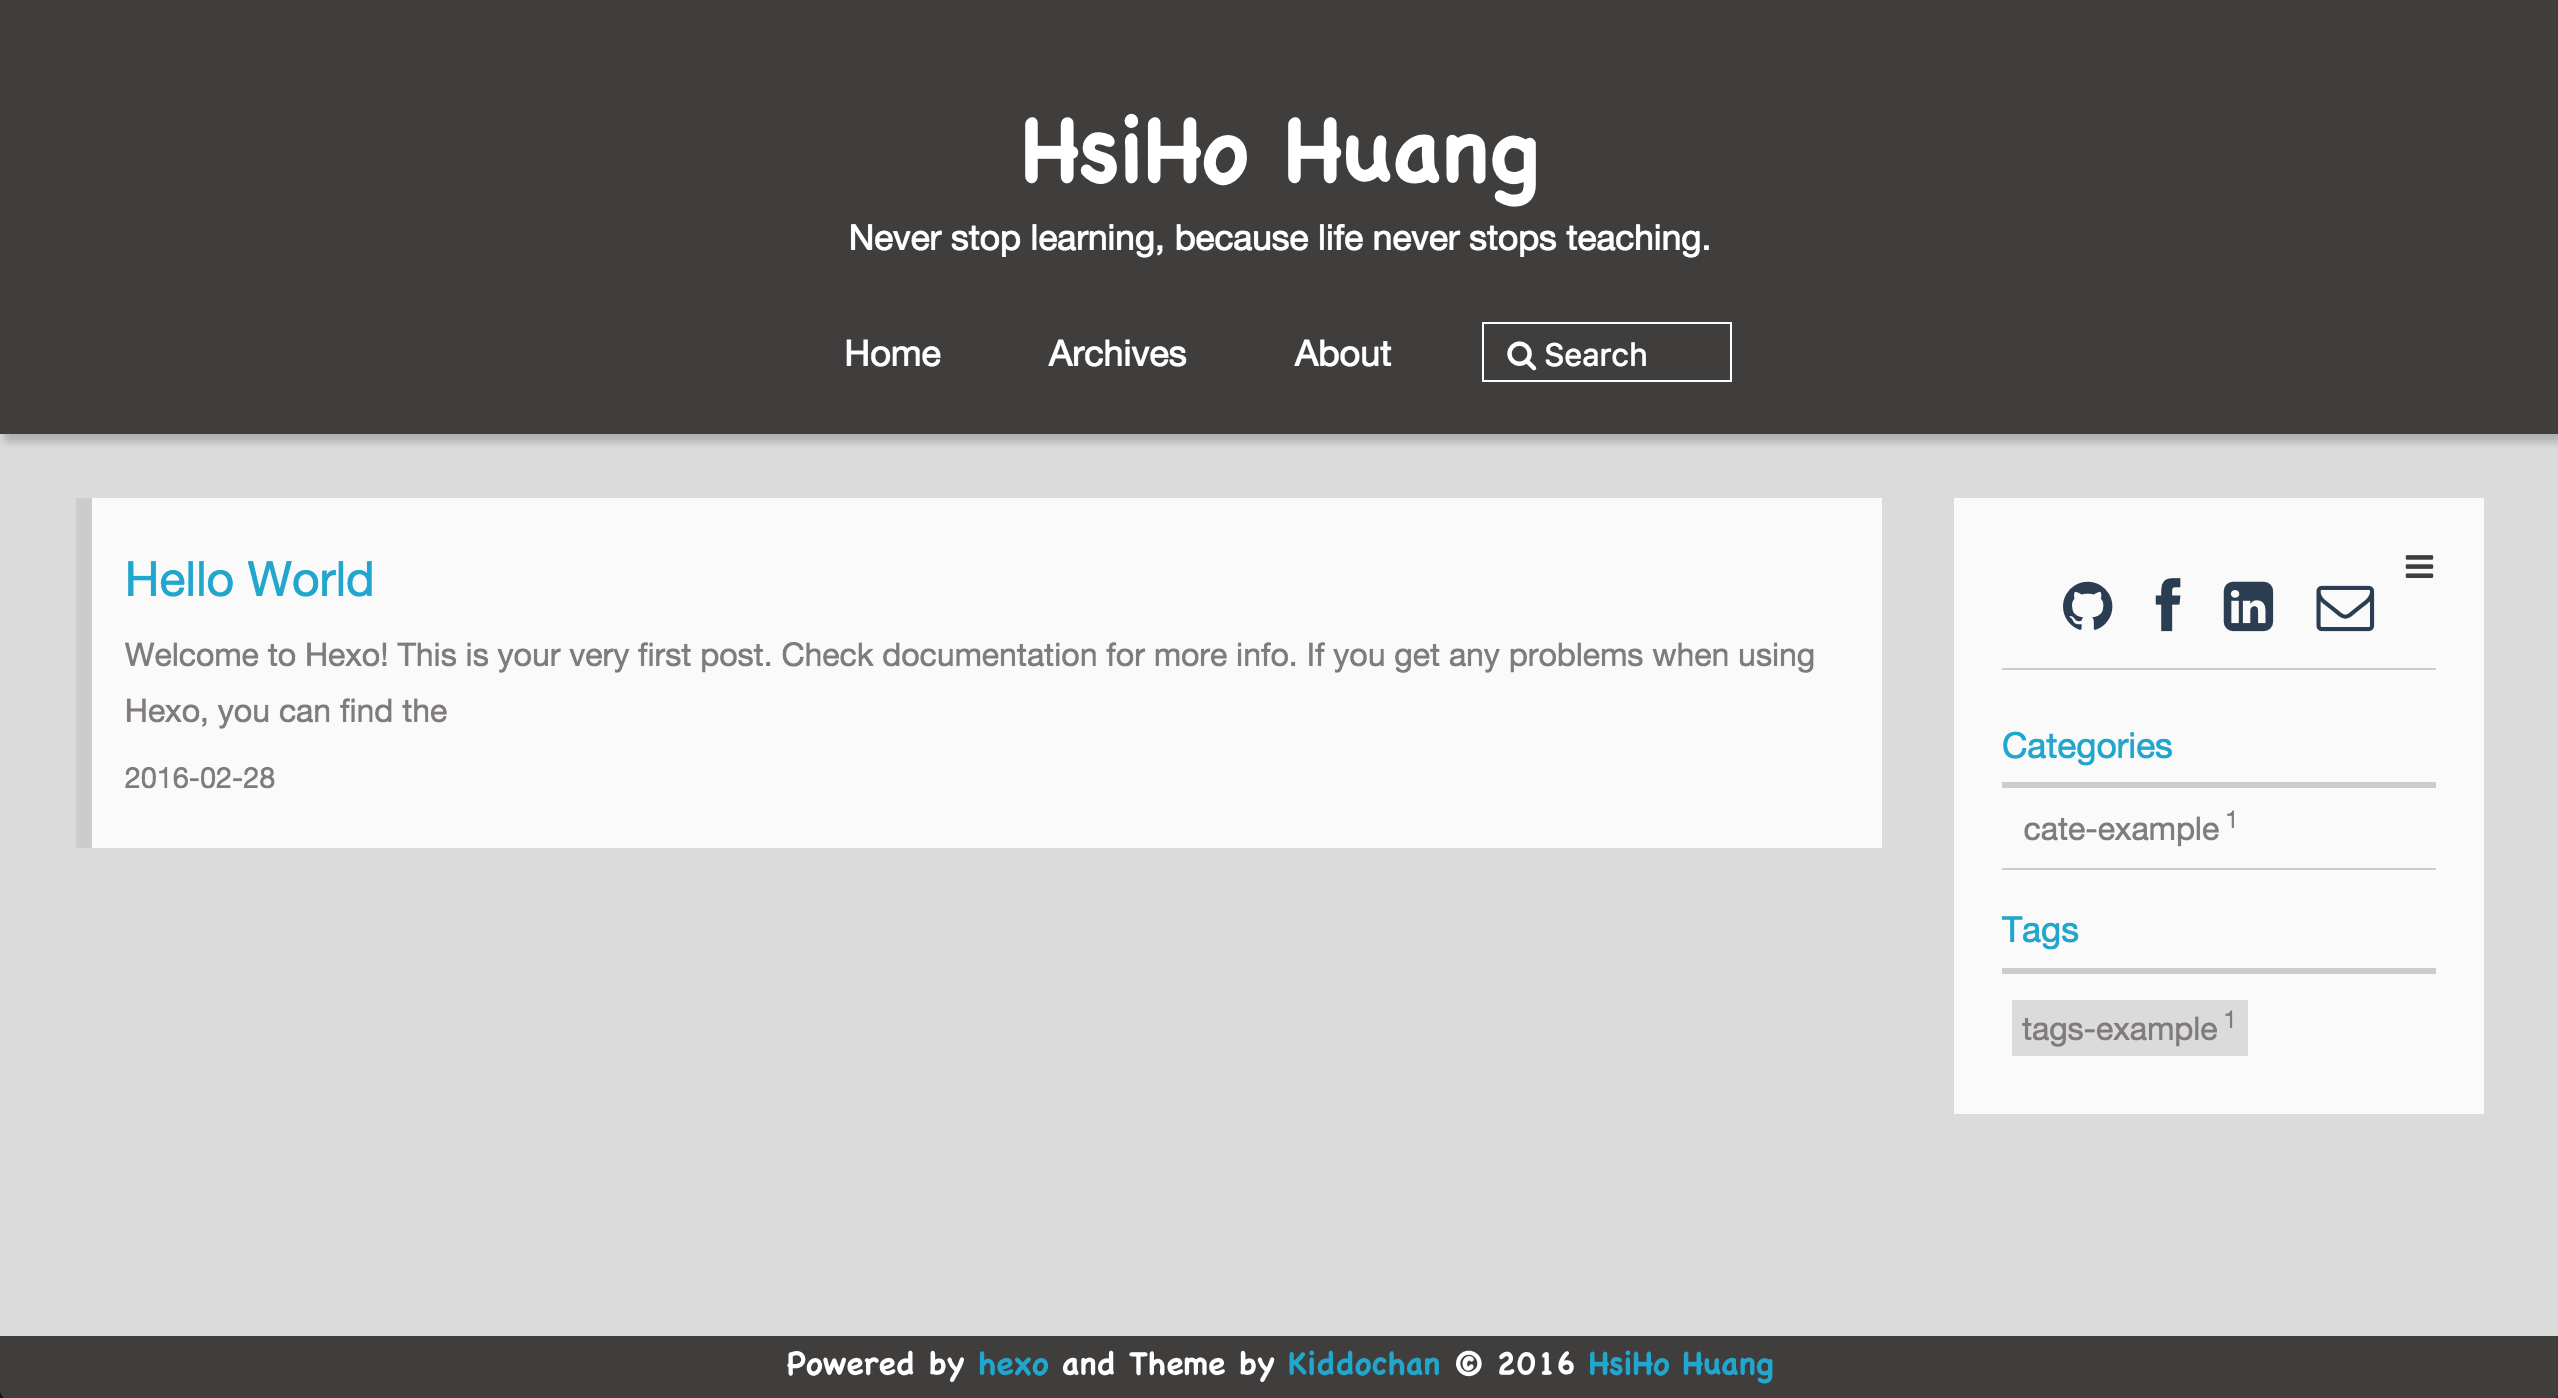 HsiHo Huang
Never stop learning, because life never stops teaching.
Home Archives About Search
Hello World
Welcome to Hexo! This is your very first post. Check documentation for more info. If you get any problems when using
Hexo, you can find the
2016-02-28
Categories
cate-example 1
Tags
tags-example 1
Powered by hexo and Theme by Kiddochan © 2016 HsiHo Huang